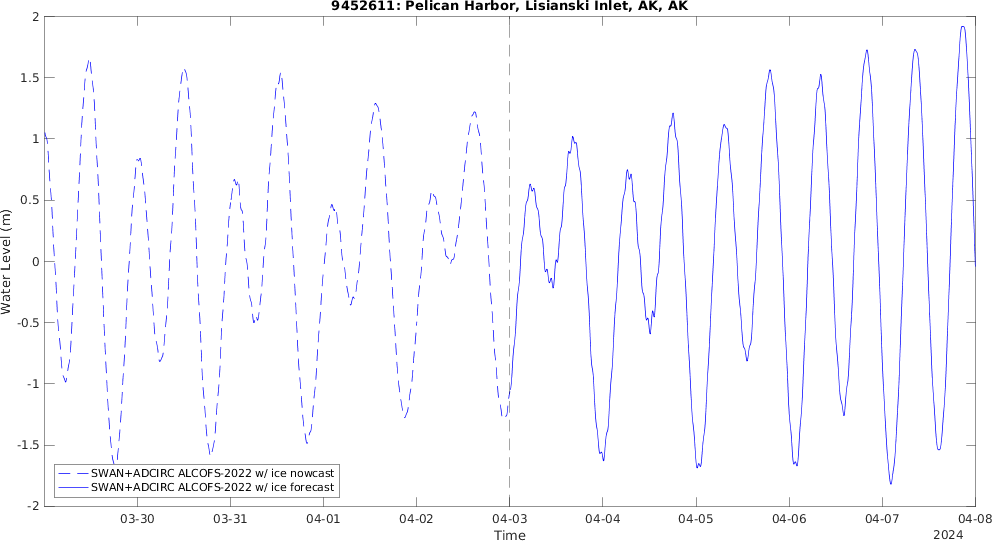 9452611: Pelican Harbor, Lisianski Inlet, AK, AK
2
1.5
1
0.5
0
-0.5
-1
-1.5
-2
Water Level (m)
SWAN+ADCIRC ALCOFS-2022 w/ ice nowcast
SWAN+ADCIRC ALCOFS-2022 w/ ice forecast
03-30 03-31 04-01 04-02 04-03 04-04 04-05 04-06 04-07 04-08
Time
2024